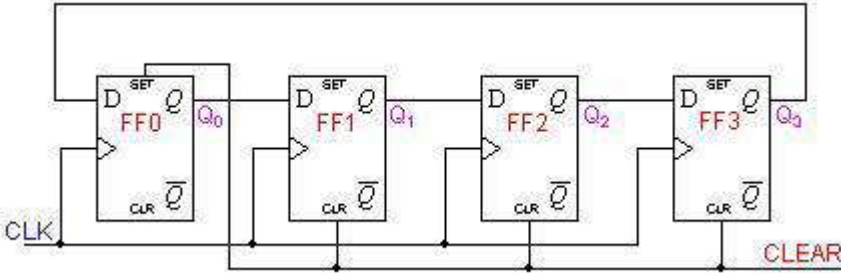 SET SET SET SET
D Q D Q D Q D Q
FF0 Q0 FF1 Q1 FF2 Q2 FF3 Q3
Q̅ Q̅ Q̅ Q̅
CLR CLR CLR CLR
CLK
CLEAR